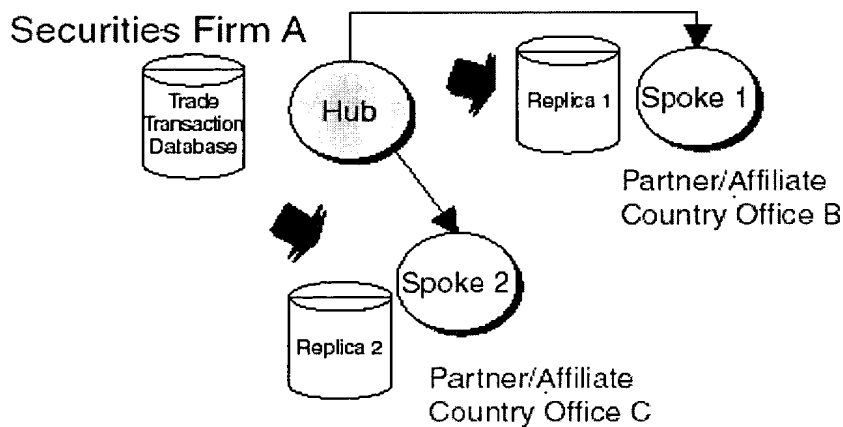 Securities Firm A
Trade
Transaction
Database
Hub
Replica 1
Spoke 1
Partner/Affiliate
Country Office B
Spoke 2
Replica 2
Partner/Affiliate
Country Office C